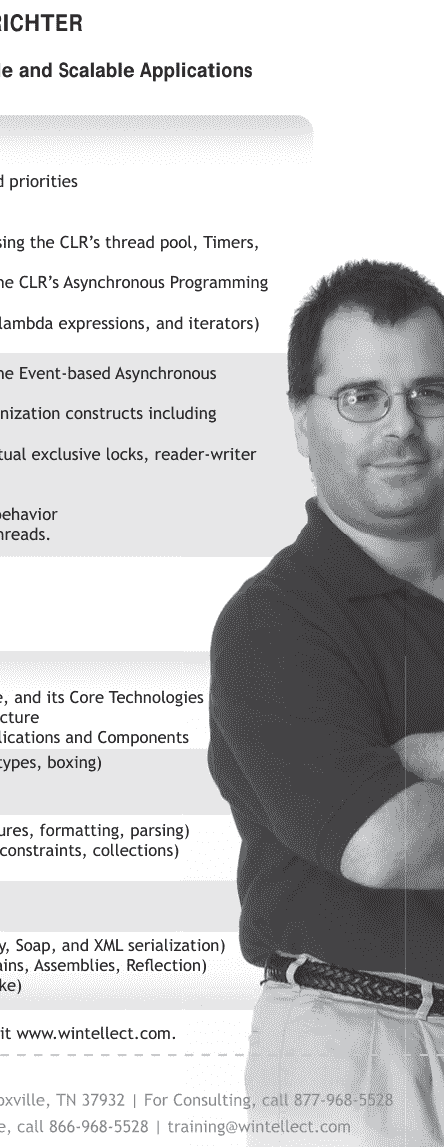 RICHTER
le and Scalable Applications
d priorities
sing the CLR's thread pool, Timers,
he CLR's Asynchronous Programming
lambda expressions, and iterators)
he Event-based Asynchronous
nization constructs including
tual exclusive locks, reader-writer
behavior
hreads.
e, and its Core Technologies
cture
lications and Components
types, boxing)
ures, formatting, parsing)
constraints, collections)
y, Soap, and XML serialization)
ains, Assemblies, Reflection)
ke)
it www.wintellect.com.
oxville, TN 37932 | For Consulting, call 877-968-5528
e, call 866-968-5528 | training@wintellect.com